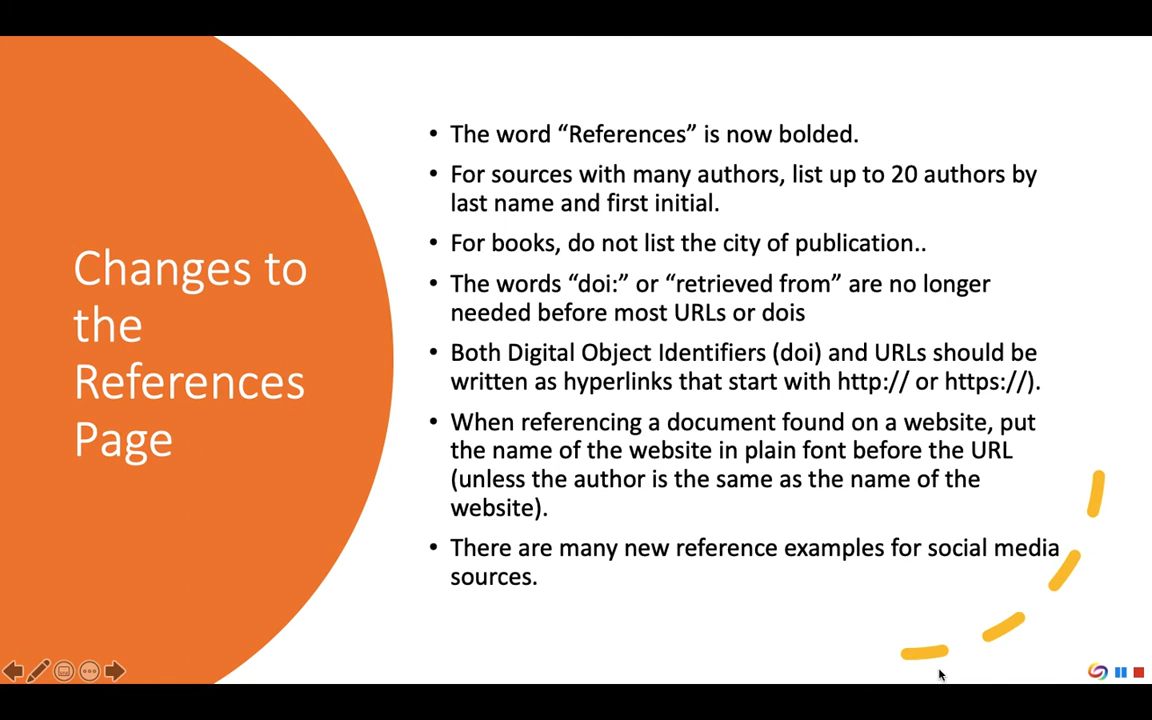 Changes to
the
References
Page
• The word “References” is now bolded.
• For sources with many authors, list up to 20 authors by
last name and first initial.
• For books, do not list the city of publication..
• The words “doi:” or “retrieved from” are no longer
needed before most URLs or dois
• Both Digital Object Identifiers (doi) and URLs should be
written as hyperlinks that start with http:// or https://).
• When referencing a document found on a website, put
the name of the website in plain font before the URL
(unless the author is the same as the name of the
website).
• There are many new reference examples for social media
sources.